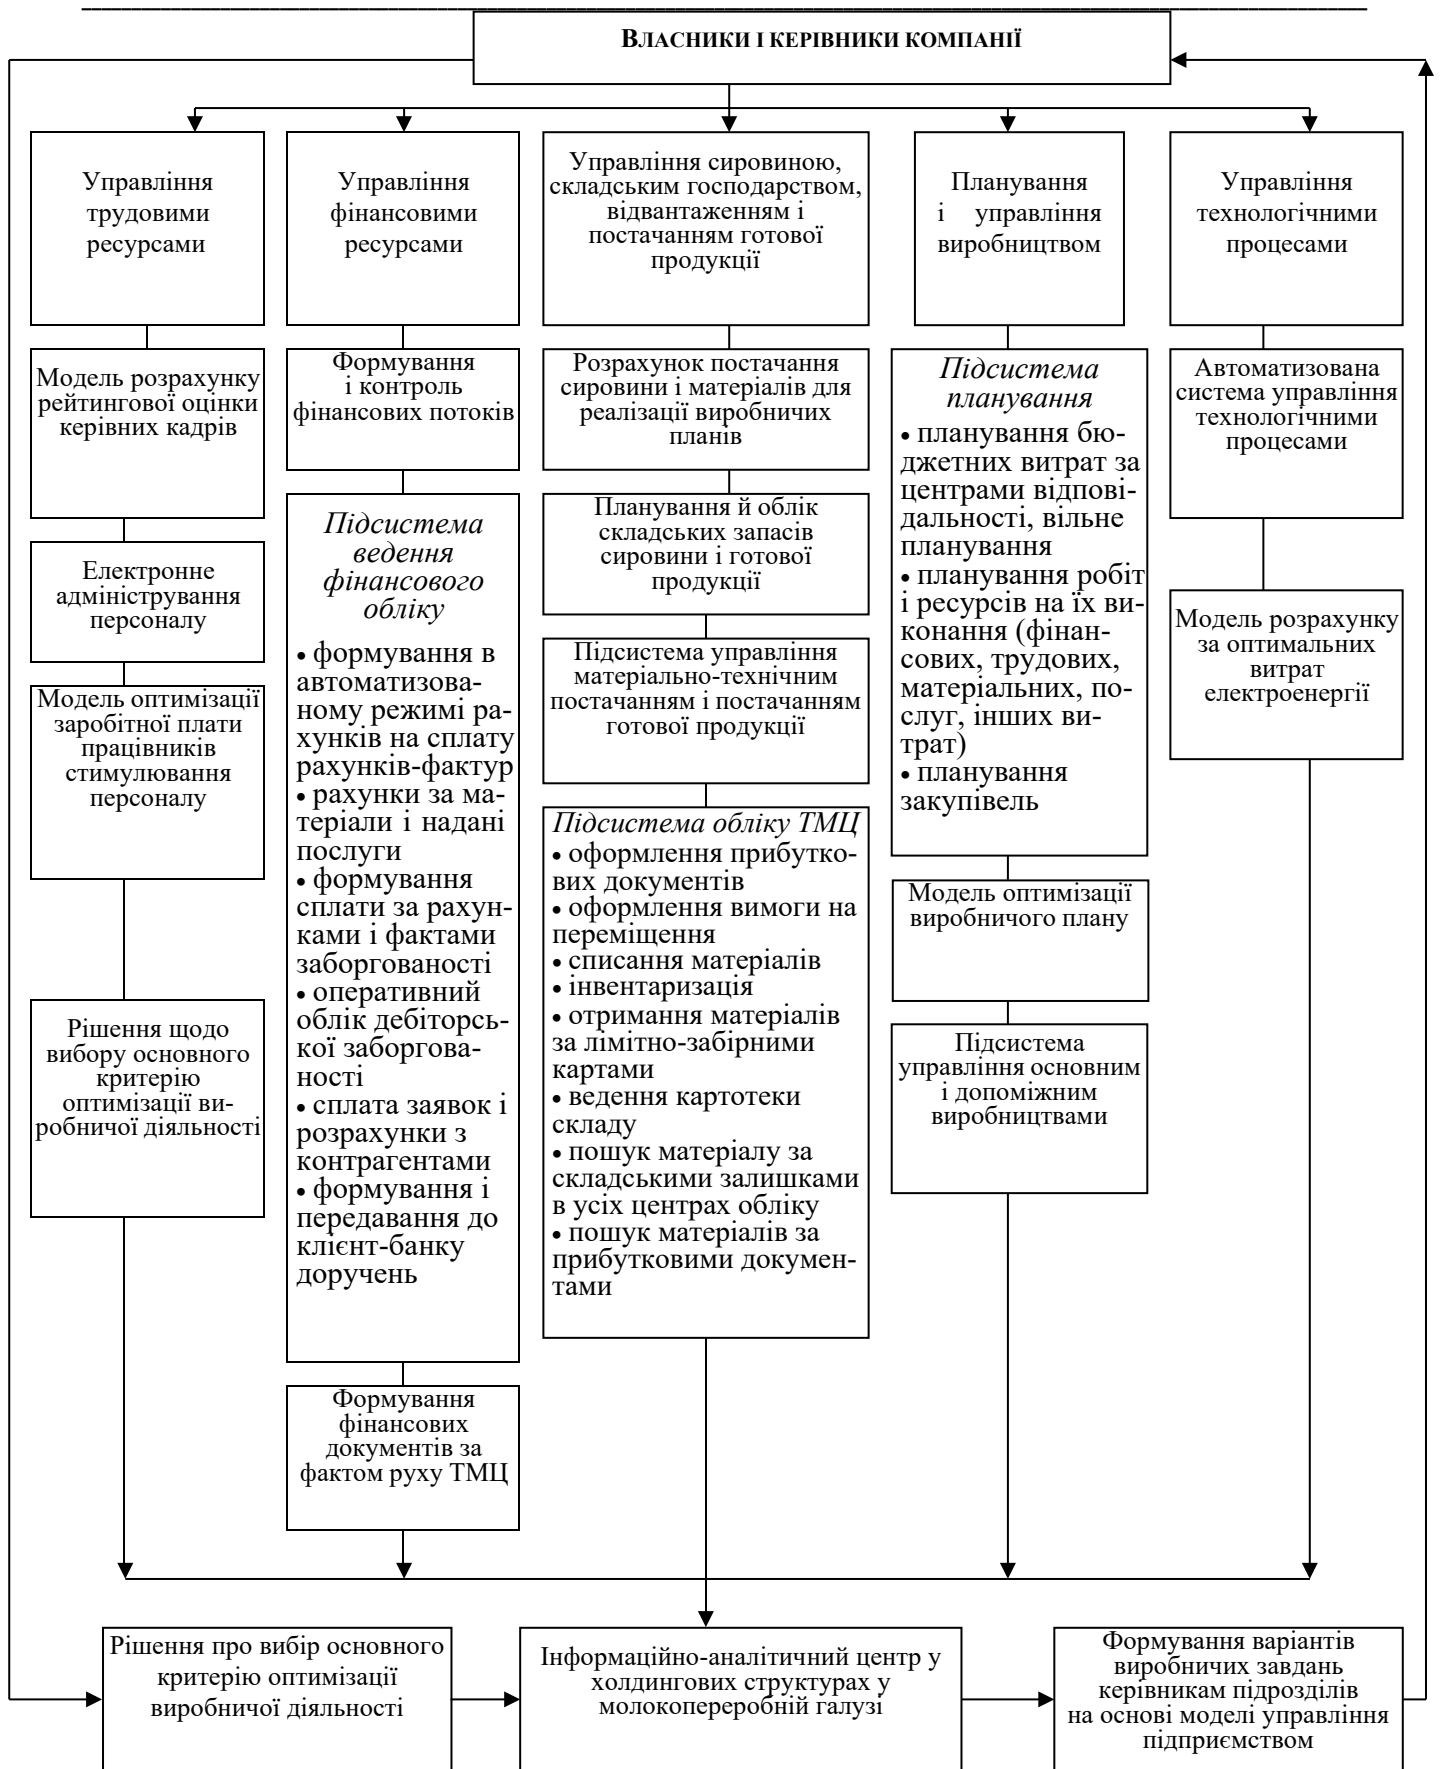 ВЛАСНИКИ І КЕРІВНИКИ КОМПАНІЇ
Управління
трудовими
ресурсами
Управління
фінансовими
ресурсами
Управління сировиною,
складським господарством,
відвантаженням і
постачанням готової
продукції
Планування
і управління
виробництвом
Управління
технологічними
процесами
Модель розрахунку
рейтингової оцінки
керівних кадрів
Електронне
адміністрування
персоналу
Модель оптимізації
заробітної плати
працівників
стимулювання
персоналу
Рішення щодо
вибору основного
критерію
оптимізації ви-
робничої діяльності
Формування
і контроль
фінансових потоків
Підсистема
ведення
фінансового
обліку
• формування в
автоматизова-
ному режимі ра-
хунків на сплату
рахунків-фактур
• рахунки за ма-
теріали і надані
послуги
• формування
сплати за рахун-
ками і фактами
заборгованості
• оперативний
облік дебіторсь-
кої заборгова-
ності
• сплата заявок і
розрахунки з
контрагентами
• формування і
передавання до
клієнт-банку
доручень
Формування
фінансових
документів за
фактом руху ТМЦ
Розрахунок постачання
сировини і матеріалів для
реалізації виробничих
планів
Планування й облік
складських запасів
сировини і готової
продукції
Підсистема управління
матеріально-технічним
постачанням і постачанням
готової продукції
Підсистема обліку ТМЦ
• оформлення прибутко-
вих документів
• оформлення вимоги на
переміщення
• списання матеріалів
• інвентаризація
• отримання матеріалів
за лімітно-забірними
картами
• ведення картотеки
складу
• пошук матеріалу за
складськими залишками
в усіх центрах обліку
• пошук матеріалів за
прибутковими докумен-
тами
Підсистема
планування
• планування бю-
джетних витрат за
центрами відпові-
дальності, вільне
планування
• планування робіт
і ресурсів на їх ви-
конання (фінан-
сових, трудових,
матеріальних, по-
слуг, інших ви-
трат)
• планування
закупівель
Модель оптимізації
виробничого плану
Підсистема
управління основним
і допоміжним
виробництвами
Автоматизована
система управління
технологічними
процесами
Модель розрахунку
за оптимальних
витрат
електроенергії
Рішення про вибір основного
критерію оптимізації
виробничої діяльності
Інформаційно-аналітичний центр у
холдингових структурах у
молокопереробній галузі
Формування варіантів
виробничих завдань
керівникам підрозділів
на основі моделі управління
підприємством